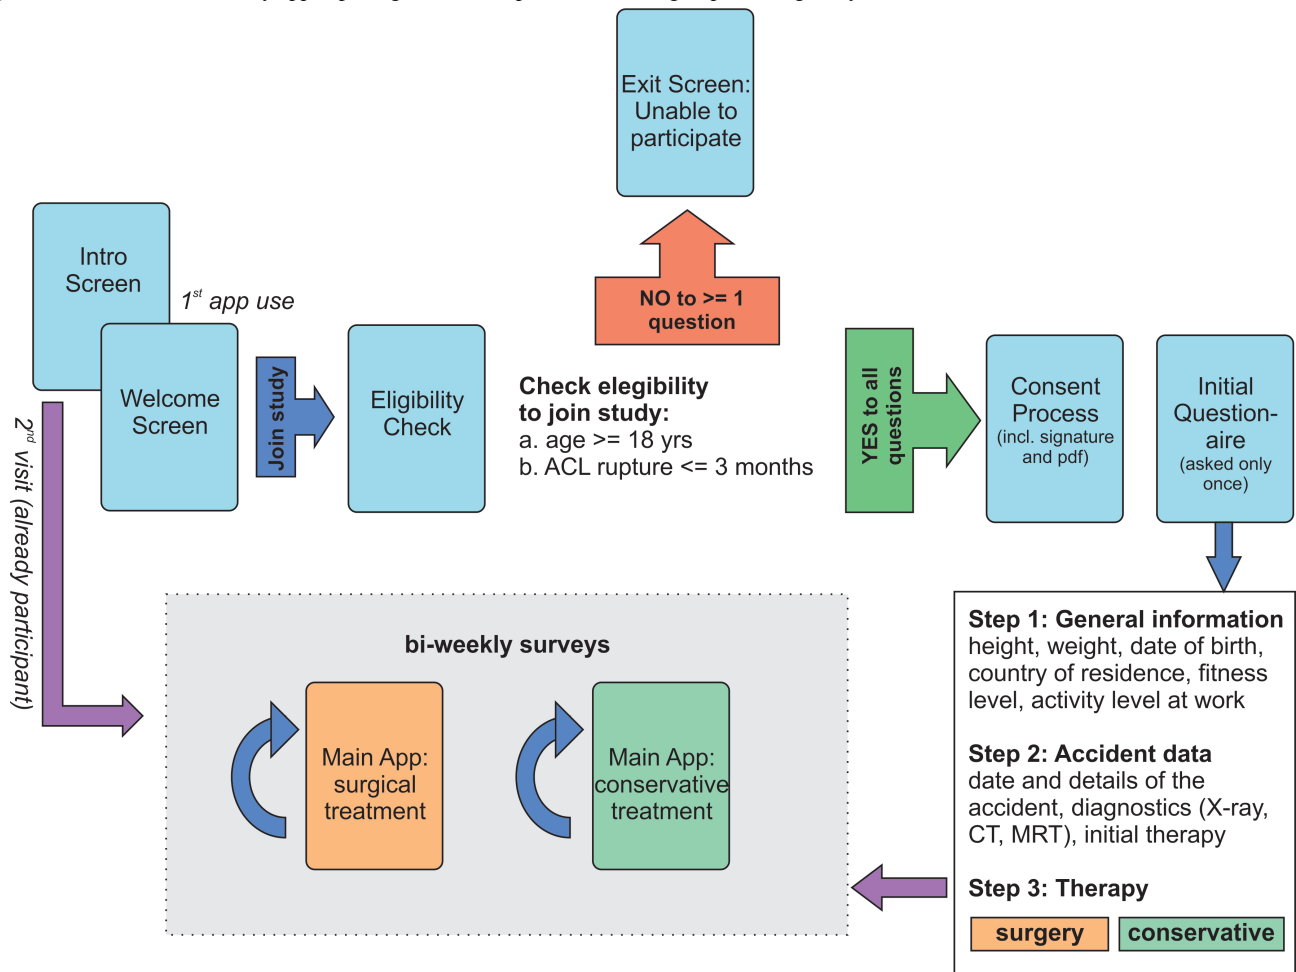 Exit Screen:
Unable to
participate
Intro
Screen
1st app use
NO to >= 1
question
Welcome
Screen
Join study
Eligibility
Check
Check elegibility
to join study:
a. age >= 18 yrs
b. ACL rupture <= 3 months
YES to all
questions
Consent
Process
(incl. signature
and pdf)
Initial
Question-
aire
(asked only
once)
2nd visit (already participant)
bi-weekly surveys
Main App:
surgical
treatment
Main App:
conservative
treatment
Step 1: General information
height, weight, date of birth,
country of residence, fitness
level, activity level at work
Step 2: Accident data
date and details of the
accident, diagnostics (X-ray,
CT, MRT), initial therapy
Step 3: Therapy
surgery
conservative